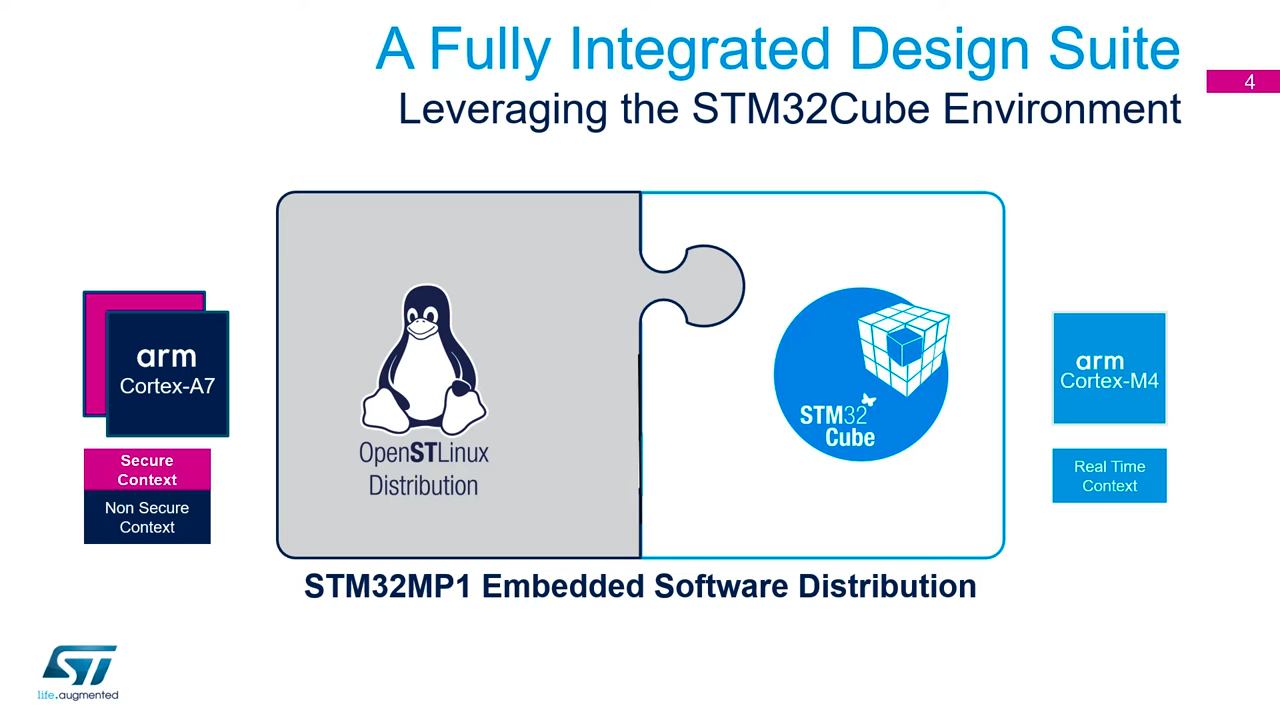 A Fully Integrated Design Suite
Leveraging the STM32Cube Environment
4
arm
Cortex-A7
Secure
Context
Non Secure
Context
OpenSTLinux
Distribution
STM32
Cube
arm
Cortex-M4
Real Time
Context
STM32MP1 Embedded Software Distribution
ST
life.augmented